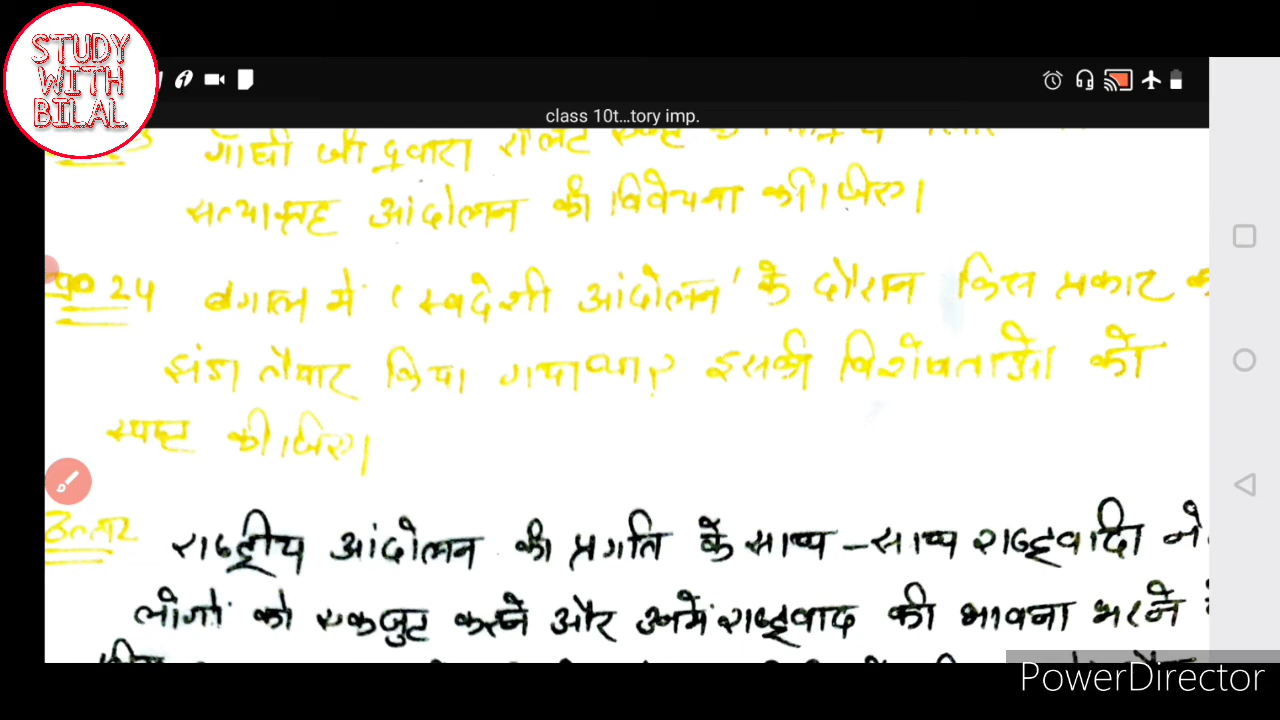 STUDY
WITH
BILAL
class 10t...tory imp.
गाँधी जी द्वारा रॉलेट
सत्याग्रह आंदोलन की विवेचना कीजिए।
प्र० 24 बंगाल में 'स्वदेशी आंदोलन' के दौरान किस प्रकार का
झंडा तैयार किया गया था? इसकी विशेषताओं को
स्पष्ट कीजिए।
उत्तर राष्ट्रीय आंदोलन की प्रगति के साथ-साथ राष्ट्रवादी ने
लोगों को एकजुट करने और उनमें राष्ट्रवाद की भावना भरने
PowerDirector